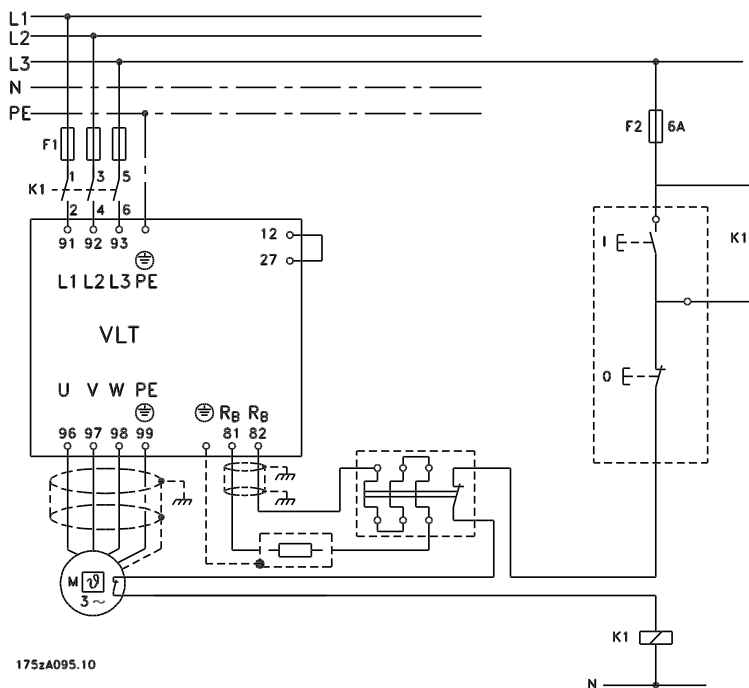 L1
L2
L3
N
PE
F1
F2 6A
1 3 5
K1
2 4 6
91 92 93
12
27
L1 L2 L3 PE
VLT
U V W PE
96 97 98 99
RB RB
81 82
I
K1
0
M ϑ
3~
K1
175zA095.10
N